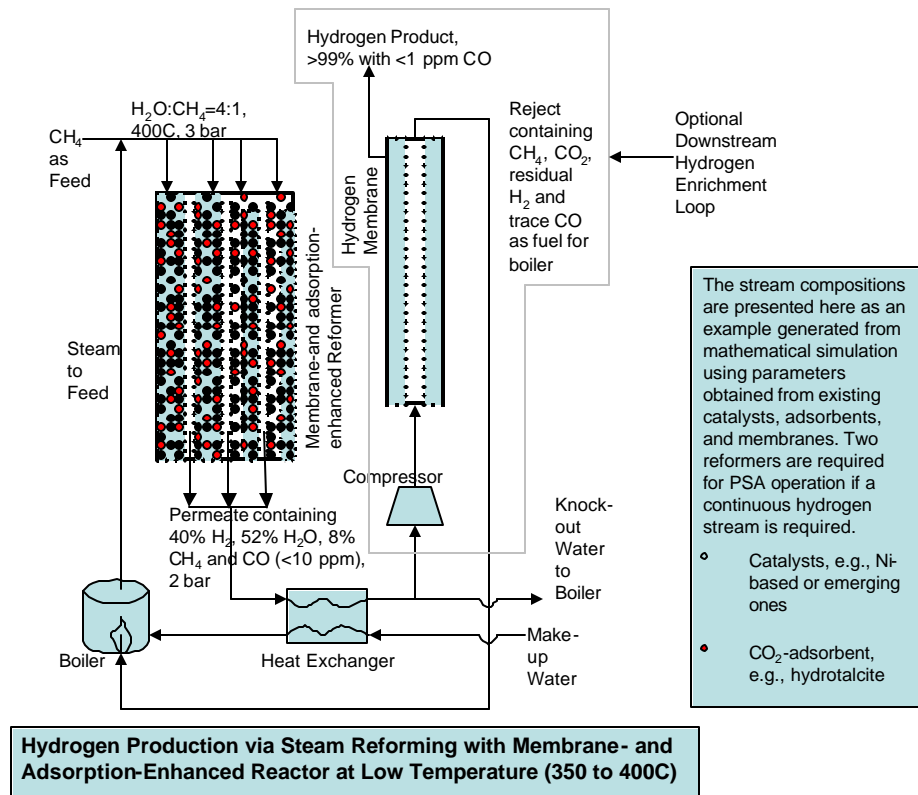 Hydrogen Product,
>99% with <1 ppm CO
H₂O:CH₄=4:1,
400C, 3 bar
CH₄
as
Feed
Reject
containing
CH₄, CO₂,
residual
H₂ and
trace CO
as fuel for
boiler
Optional
Downstream
Hydrogen
Enrichment
Loop
Hydrogen
Membrane
Membrane-and adsorption-
enhanced Reformer
Steam
to
Feed
The stream compositions
are presented here as an
example generated from
mathematical simulation
using parameters
obtained from existing
catalysts, adsorbents,
and membranes. Two
reformers are required
for PSA operation if a
continuous hydrogen
stream is required.
Catalysts, e.g., Ni-
based or emerging
ones
CO₂-adsorbent,
e.g., hydrotalcite
Compressor
Permeate containing
40% H₂, 52% H₂O, 8%
CH₄ and CO (<10 ppm),
2 bar
Knock-
out
Water
to
Boiler
Boiler
Heat Exchanger
Make-
up
Water
Hydrogen Production via Steam Reforming with Membrane- and
Adsorption-Enhanced Reactor at Low Temperature (350 to 400C)